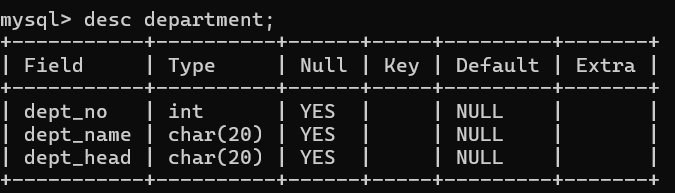 mysql> desc department;
+-----------+----------+------+-----+---------+-------+
| Field     | Type     | Null | Key | Default | Extra |
+-----------+----------+------+-----+---------+-------+
| dept_no   | int      | YES  |     | NULL    |       |
| dept_name | char(20) | YES  |     | NULL    |       |
| dept_head | char(20) | YES  |     | NULL    |       |
+-----------+----------+------+-----+---------+-------+